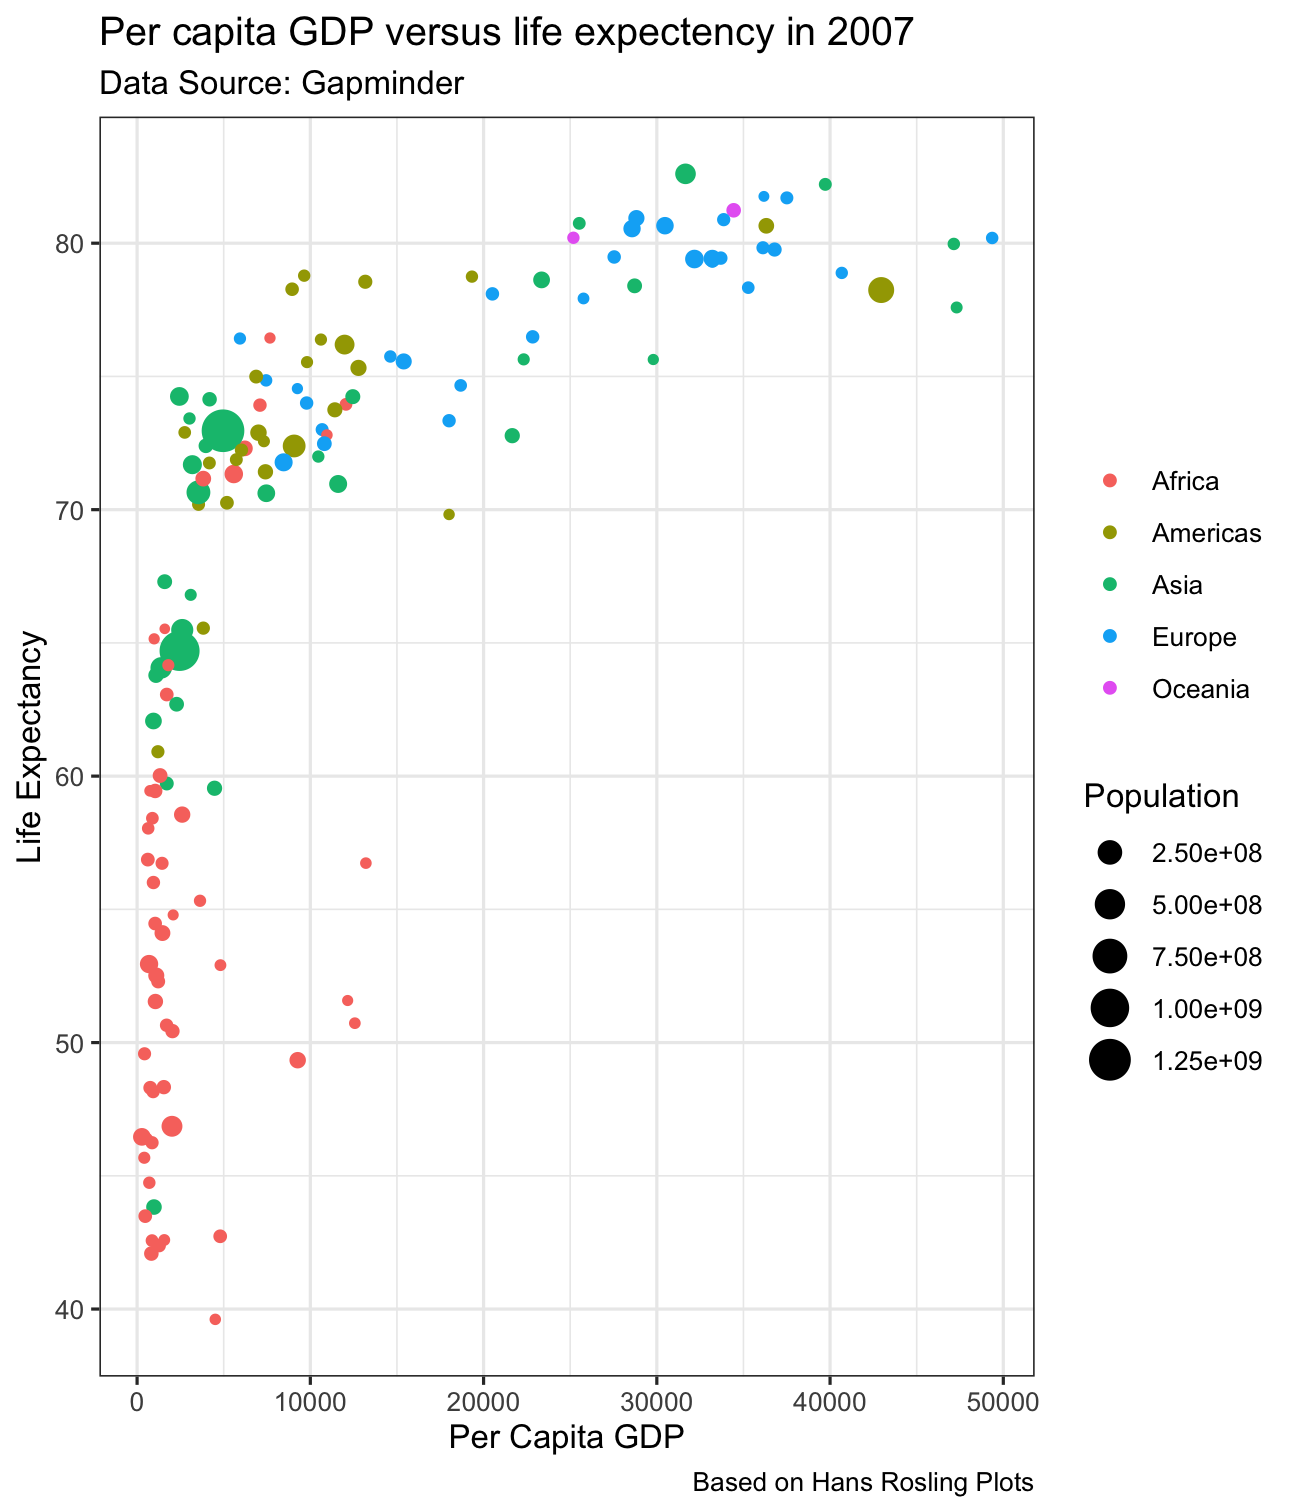 Per capita GDP versus life expectency in 2007
Data Source: Gapminder
80
70
60
50
40
Life Expectancy
0 10000 20000 30000 40000 50000
Per Capita GDP
Based on Hans Rosling Plots
Africa
Americas
Asia
Europe
Oceania
Population
2.50e+08
5.00e+08
7.50e+08
1.00e+09
1.25e+09